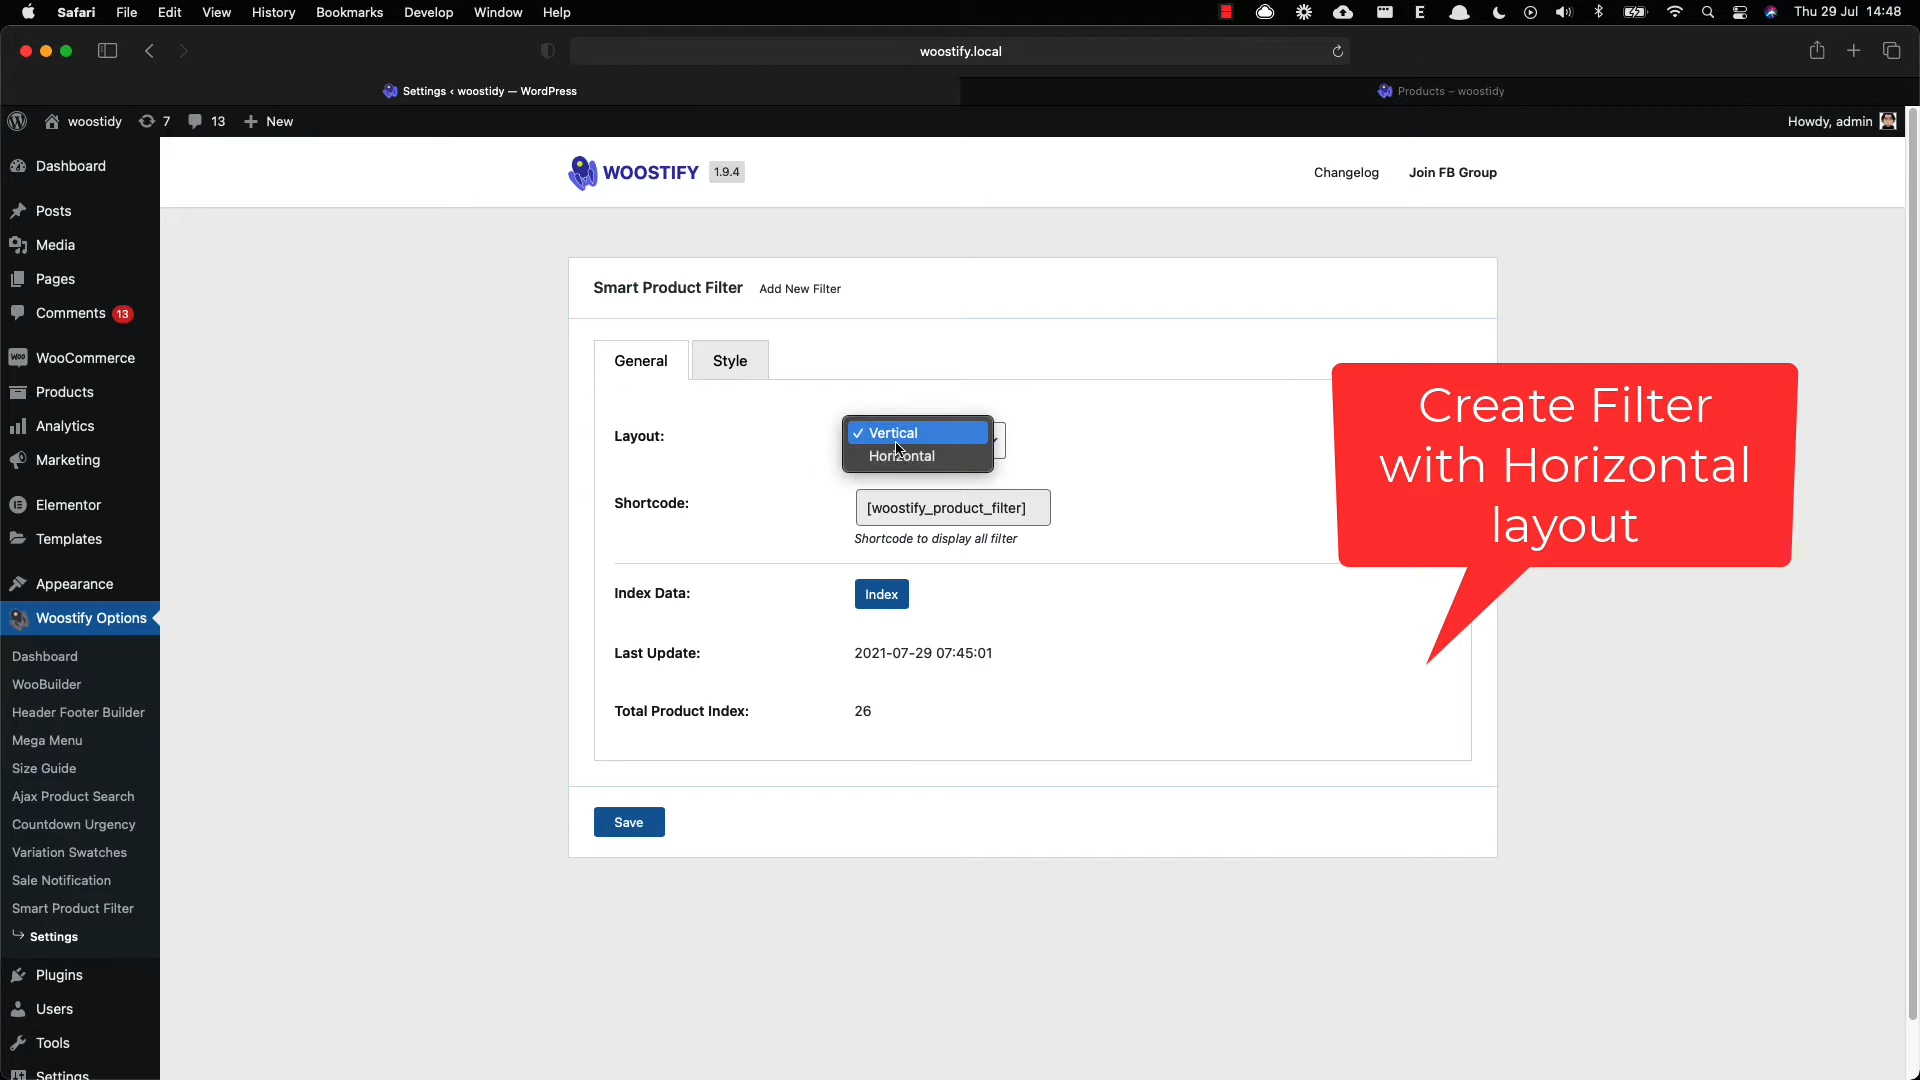 Safari File Edit View History Bookmarks Develop Window Help
E
Thu 29 Jul 14:48
woostify.local
Settings ‹ woostidy — WordPress
Products – woostidy
woostidy 7 13 New
Howdy, admin
Dashboard
Posts
Media
Pages
Comments 13
WooCommerce
Products
Analytics
Marketing
Elementor
Templates
Appearance
Woostify Options
Dashboard
WooBuilder
Header Footer Builder
Mega Menu
Size Guide
Ajax Product Search
Countdown Urgency
Variation Swatches
Sale Notification
Smart Product Filter
Settings
Plugins
Users
Tools
Settings
WOOSTIFY 1.9.4
Changelog Join FB Group
Smart Product Filter Add New Filter
General Style
Layout:
Vertical
Horizontal
Shortcode: [woostify_product_filter]
Shortcode to display all filter
Index Data: Index
Last Update: 2021-07-29 07:45:01
Total Product Index: 26
Save
Create Filter
with Horizontal
layout